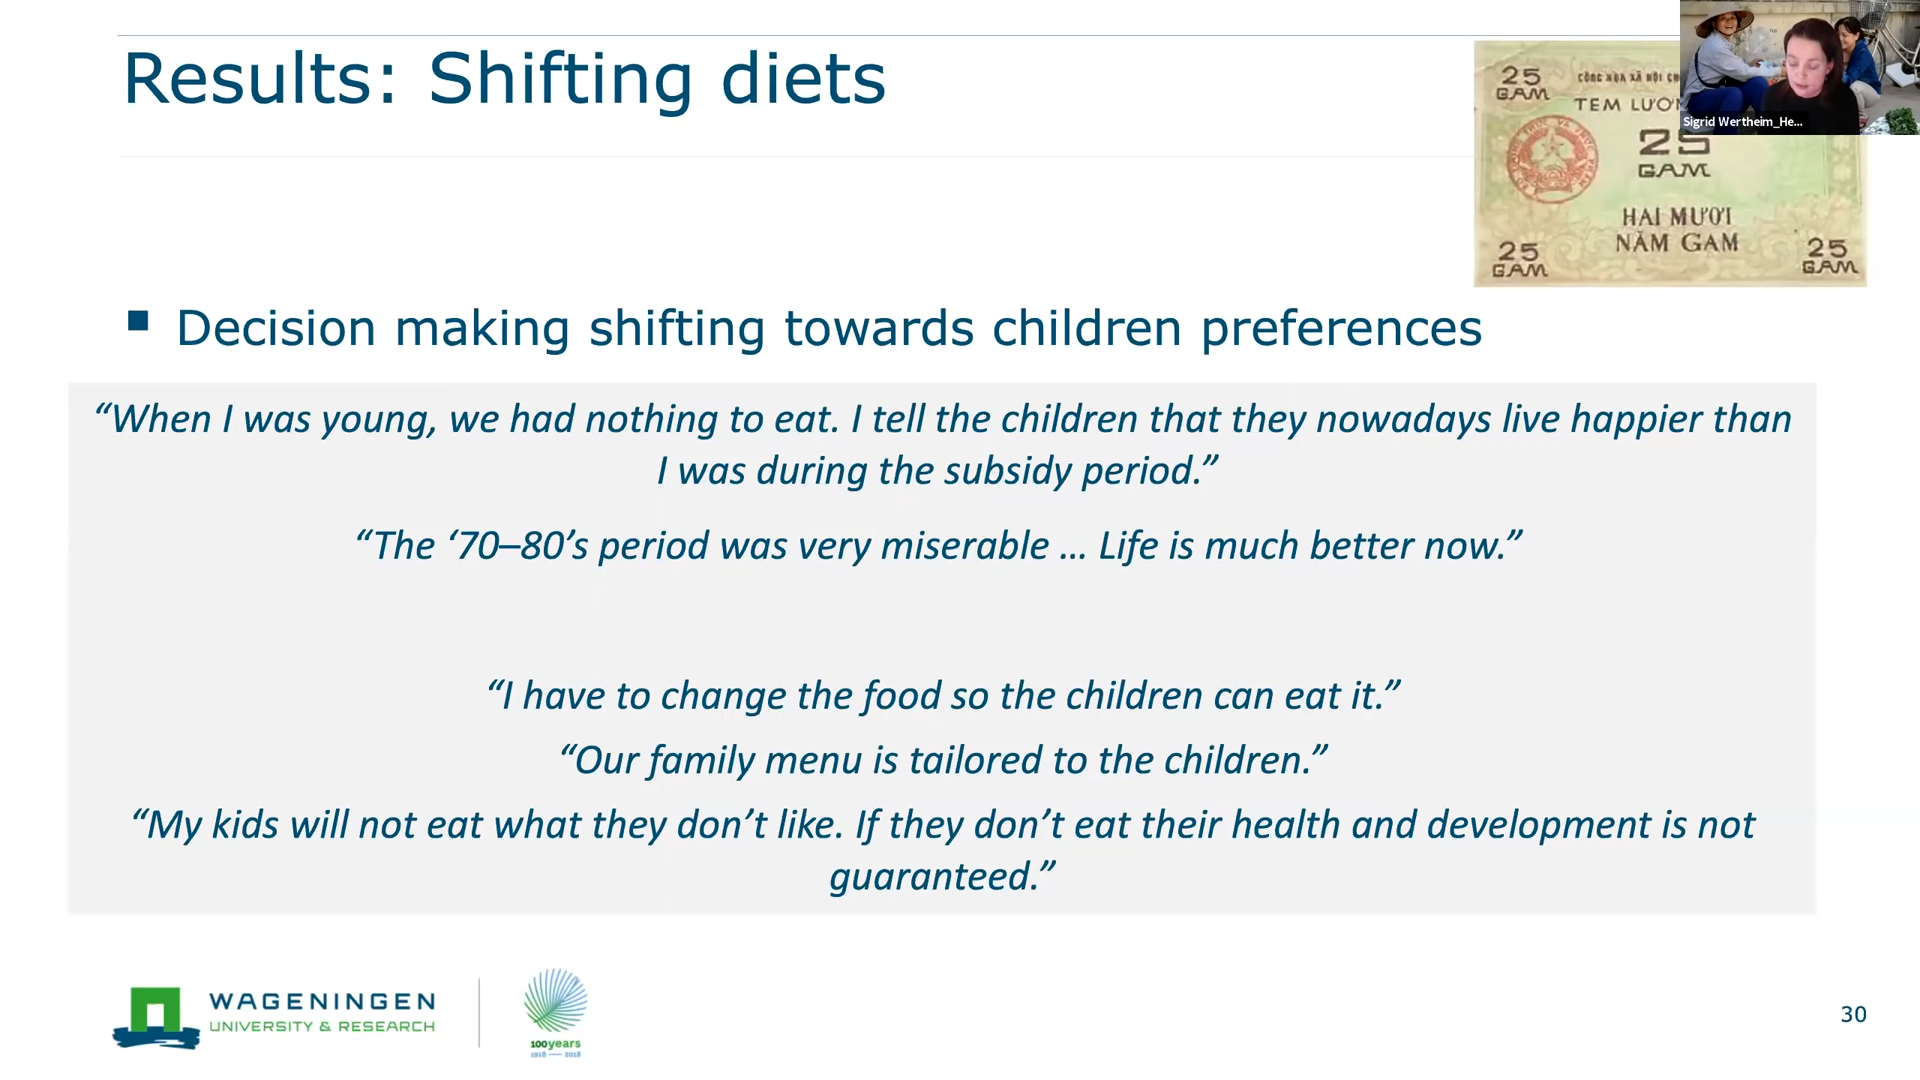 Results: Shifting diets
25
GAM
TEM
25
GAM
HAI MƯƠI
NĂM GAM
25
GAM
25
GAM
Sigrid Wertheim_He...
Decision making shifting towards children preferences
“When I was young, we had nothing to eat. I tell the children that they nowadays live happier than
I was during the subsidy period.”
“The ‘70–80’s period was very miserable … Life is much better now.”
“I have to change the food so the children can eat it.”
“Our family menu is tailored to the children.”
“My kids will not eat what they don’t like. If they don’t eat their health and development is not
guaranteed.”
WAGENINGEN
UNIVERSITY & RESEARCH
100years
1918 — 2018
30